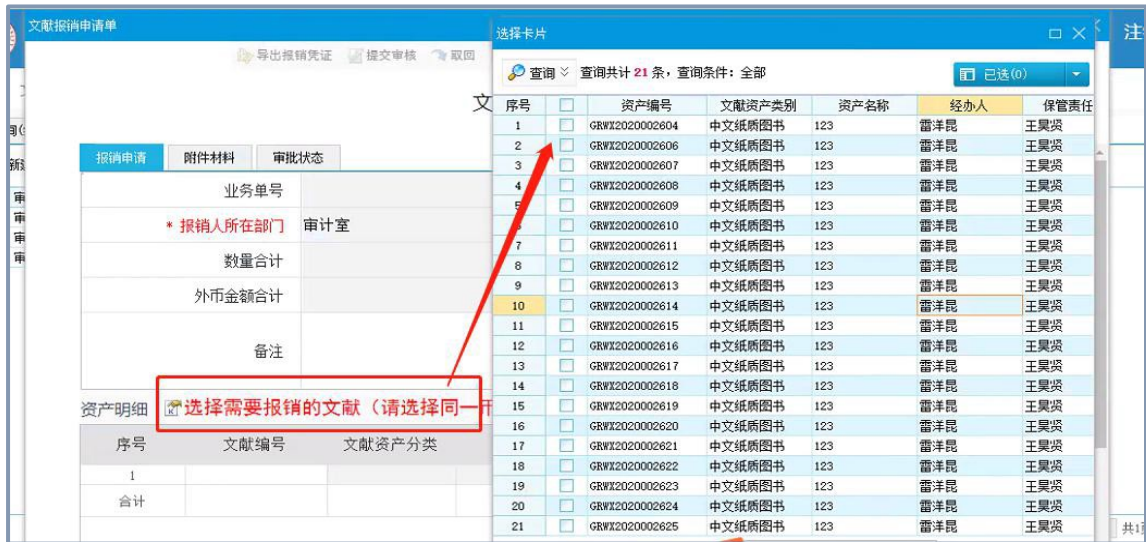 文献报销申请单
注
导出报销凭证 提交审核 取回
文
报销申请 附件材料 审批状态
业务单号
* 报销人所在部门 审计室
数量合计
外币金额合计
备注
资产明细 选择需要报销的文献（请选择同一
序号 文献编号 文献资产分类
1
合计
选择卡片
查询 查询共计 21 条，查询条件：全部 已选(0)
序号 资产编号 文献资产类别 资产名称 经办人 保管责任
1 GRWX2020002604 中文纸质图书 123 雷洋昆 王昊贤
2 GRWX2020002606 中文纸质图书 123 雷洋昆 王昊贤
3 GRWX2020002607 中文纸质图书 123 雷洋昆 王昊贤
4 GRWX2020002608 中文纸质图书 123 雷洋昆 王昊贤
5 GRWX2020002609 中文纸质图书 123 雷洋昆 王昊贤
GRWX2020002610 中文纸质图书 123 雷洋昆 王昊贤
7 GRWX2020002611 中文纸质图书 123 雷洋昆 王昊贤
8 GRWX2020002612 中文纸质图书 123 雷洋昆 王昊贤
9 GRWX2020002613 中文纸质图书 123 雷洋昆 王昊贤
10 GRWX2020002614 中文纸质图书 123 雷洋昆 王昊贤
11 GRWX2020002615 中文纸质图书 123 雷洋昆 王昊贤
12 GRWX2020002616 中文纸质图书 123 雷洋昆 王昊贤
13 GRWX2020002617 中文纸质图书 123 雷洋昆 王昊贤
14 GRWX2020002618 中文纸质图书 123 雷洋昆 王昊贤
15 GRWX2020002619 中文纸质图书 123 雷洋昆 王昊贤
16 GRWX2020002620 中文纸质图书 123 雷洋昆 王昊贤
17 GRWX2020002621 中文纸质图书 123 雷洋昆 王昊贤
18 GRWX2020002622 中文纸质图书 123 雷洋昆 王昊贤
19 GRWX2020002623 中文纸质图书 123 雷洋昆 王昊贤
20 GRWX2020002624 中文纸质图书 123 雷洋昆 王昊贤
21 GRWX2020002625 中文纸质图书 123 雷洋昆 王昊贤
共1